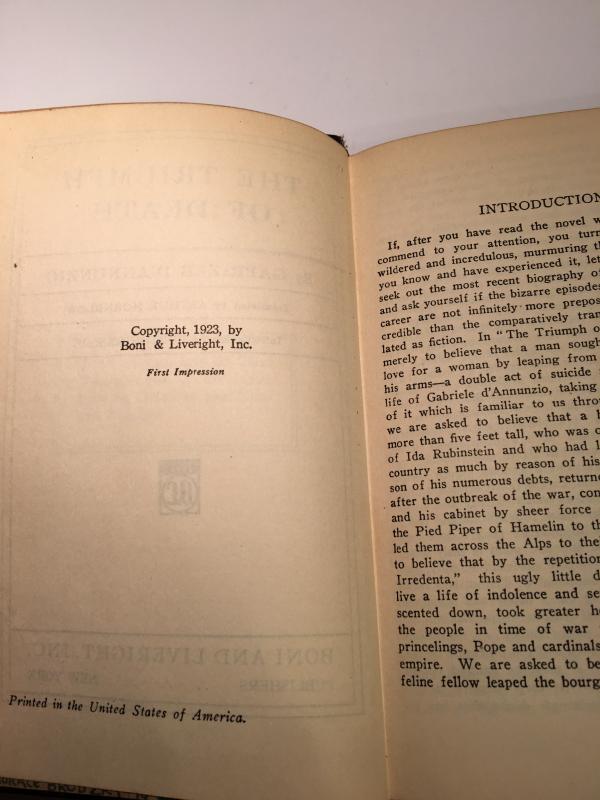 Copyright, 1923, by
Boni & Liveright, Inc.
First Impression
Printed in the United States of America.
INTRODUCTION
If, after you have read the novel w
commend to your attention, you turn
wildered and incredulous, murmuring th
you know and have experienced it, let
seek out the most recent biography of
and ask yourself if the bizarre episodes
career are not infinitely more prepos
credible than the comparatively tran
lated as fiction. In "The Triumph o
merely to believe that a man sough
love for a woman by leaping from
his arms—a double act of suicide
life of Gabriele d'Annunzio, taking
of it which is familiar to us throu
we are asked to believe that a b
more than five feet tall, who was o
of Ida Rubinstein and who had l
country as much by reason of his
son of his numerous debts, returne
after the outbreak of the war, con
and his cabinet by sheer force
the Pied Piper of Hamelin to th
led them across the Alps to the
to believe that by the repetition
Irredenta," this ugly little d
live a life of indolence and se
scented down, took greater ho
the people in time of war
princelings, Pope and cardinals
empire. We are asked to be
feline fellow leaped the bourg